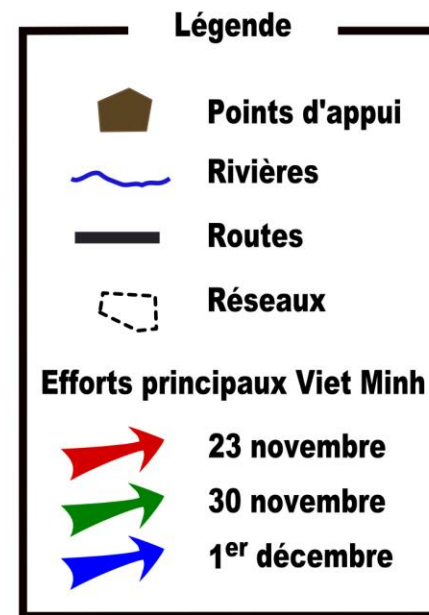 Légende
Points d'appui
Rivières
Routes
Réseaux
Efforts principaux Viet Minh
23 novembre
30 novembre
1er décembre